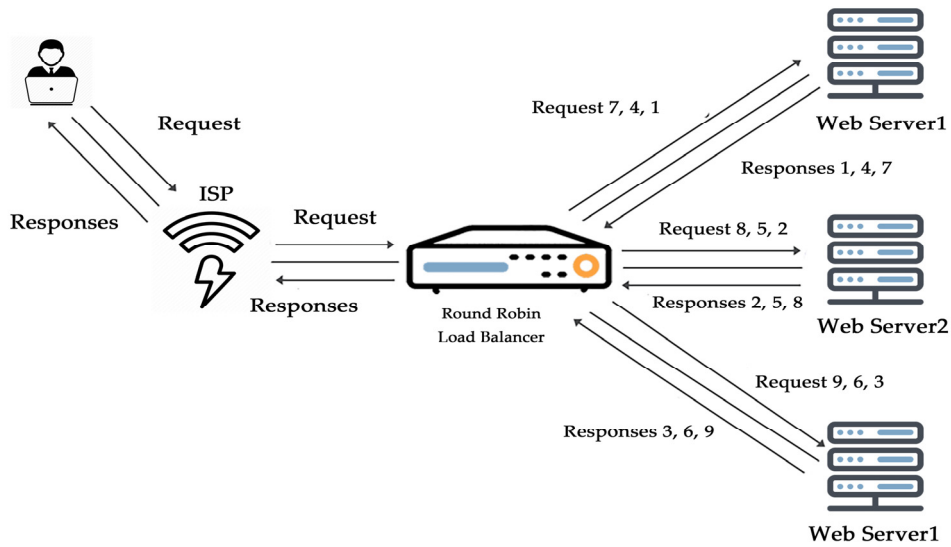 Request
Responses
ISP
Request
Responses
Round Robin
Load Balancer
Request 7, 4, 1
Responses 1, 4, 7
Web Server1
Request 8, 5, 2
Responses 2, 5, 8
Web Server2
Request 9, 6, 3
Responses 3, 6, 9
Web Server1